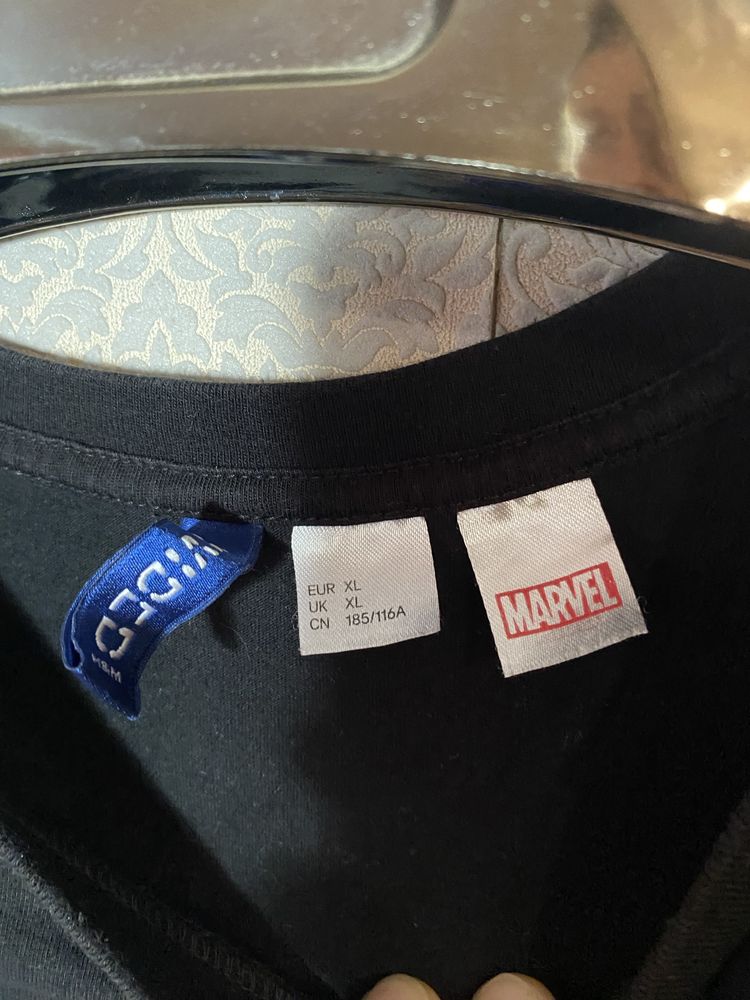 H&M
EUR XL
UK XL
CN 185/116A
MARVEL